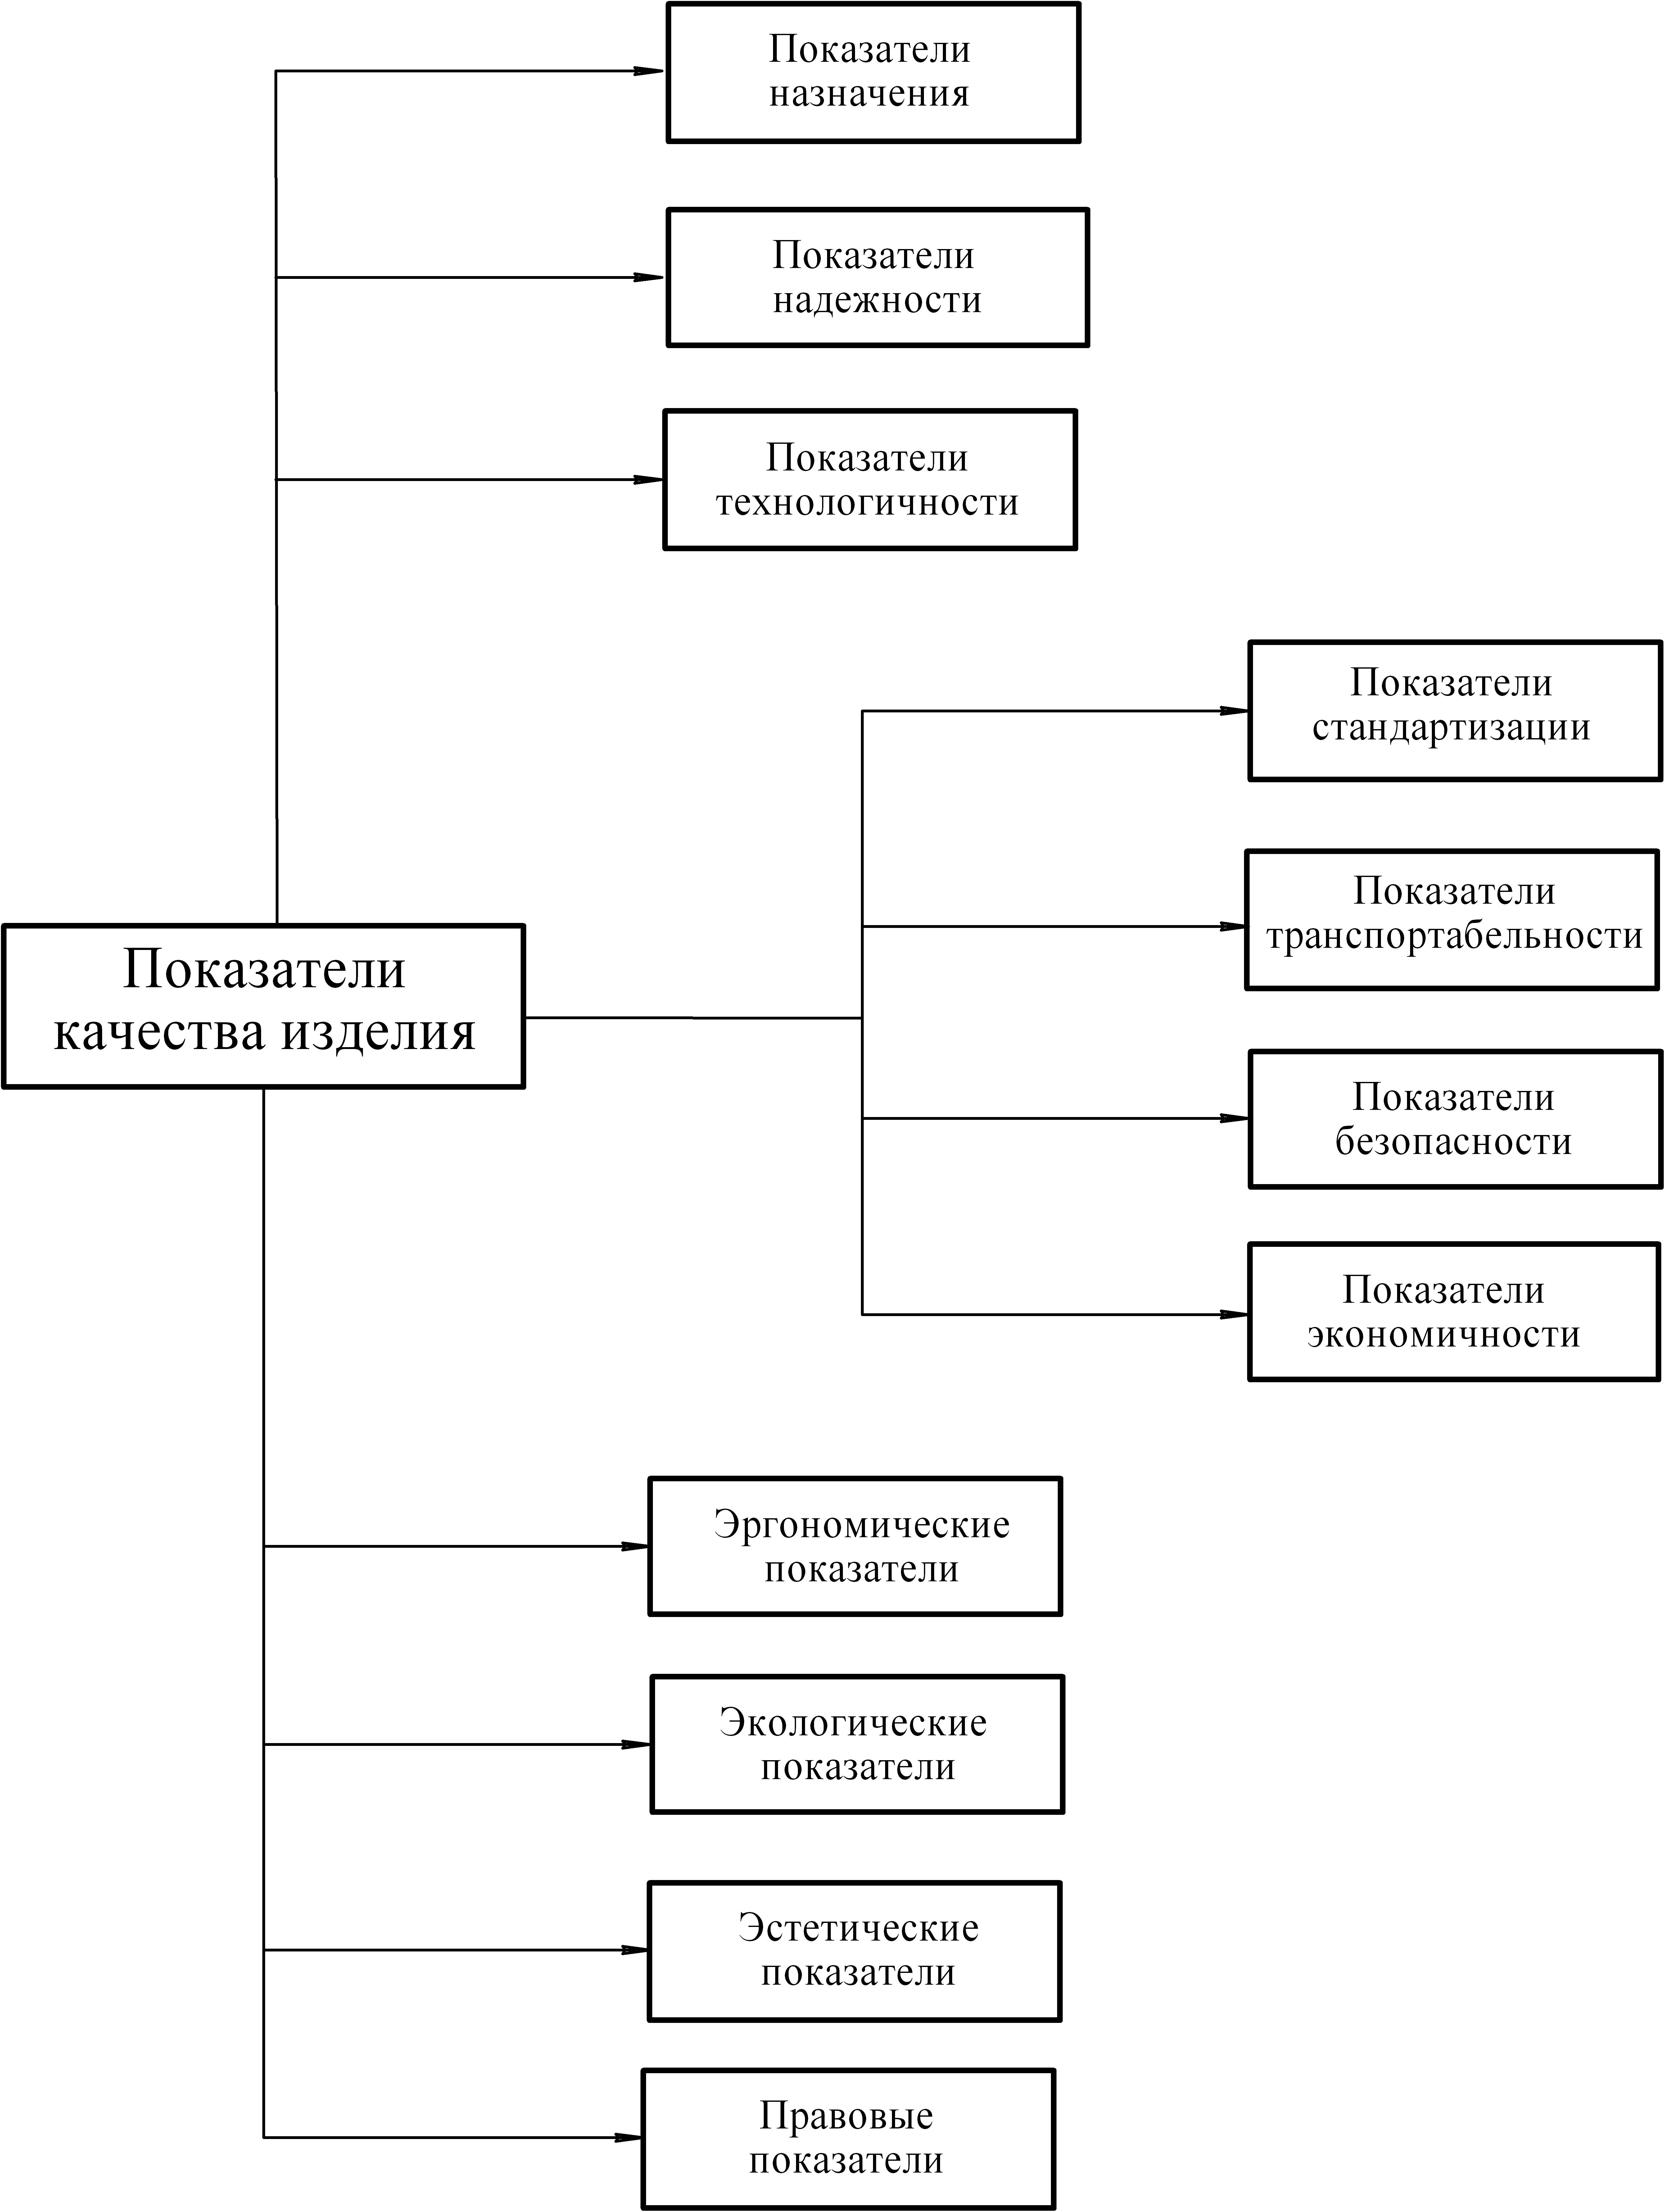 Показатели
назначения
Показатели
надежности
Показатели
технологичности
Показатели
стандартизации
Показатели
транспортабельности
Показатели
качества изделия
Показатели
безопасности
Показатели
экономичности
Эргономические
показатели
Экологические
показатели
Эстетические
показатели
Правовые
показатели